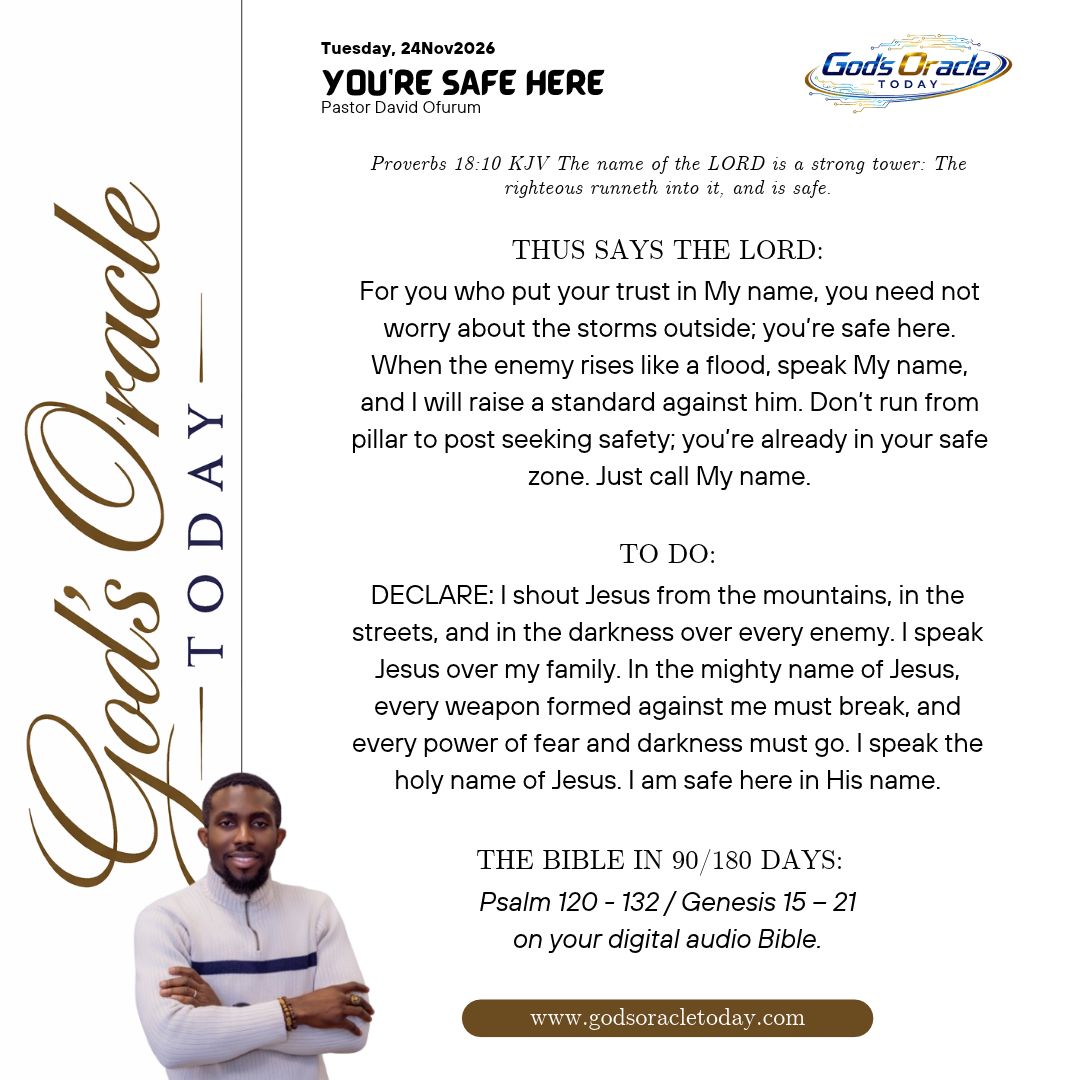 Tuesday, 24Nov2026
YOU'RE SAFE HERE
Pastor David Ofurum
God's Oracle
TODAY
Proverbs 18:10 KJV The name of the LORD is a strong tower: The
righteous runneth into it, and is safe.
THUS SAYS THE LORD:
For you who put your trust in My name, you need not
worry about the storms outside; you're safe here.
When the enemy rises like a flood, speak My name,
and I will raise a standard against him. Don't run from
pillar to post seeking safety; you're already in your safe
zone. Just call My name.
TO DO:
DECLARE: I shout Jesus from the mountains, in the
streets, and in the darkness over every enemy. I speak
Jesus over my family. In the mighty name of Jesus,
every weapon formed against me must break, and
every power of fear and darkness must go. I speak the
holy name of Jesus. I am safe here in His name.
THE BIBLE IN 90/180 DAYS:
Psalm 120 - 132 / Genesis 15 – 21
on your digital audio Bible.
www.godsoracletoday.com
God's Oracle
TODAY